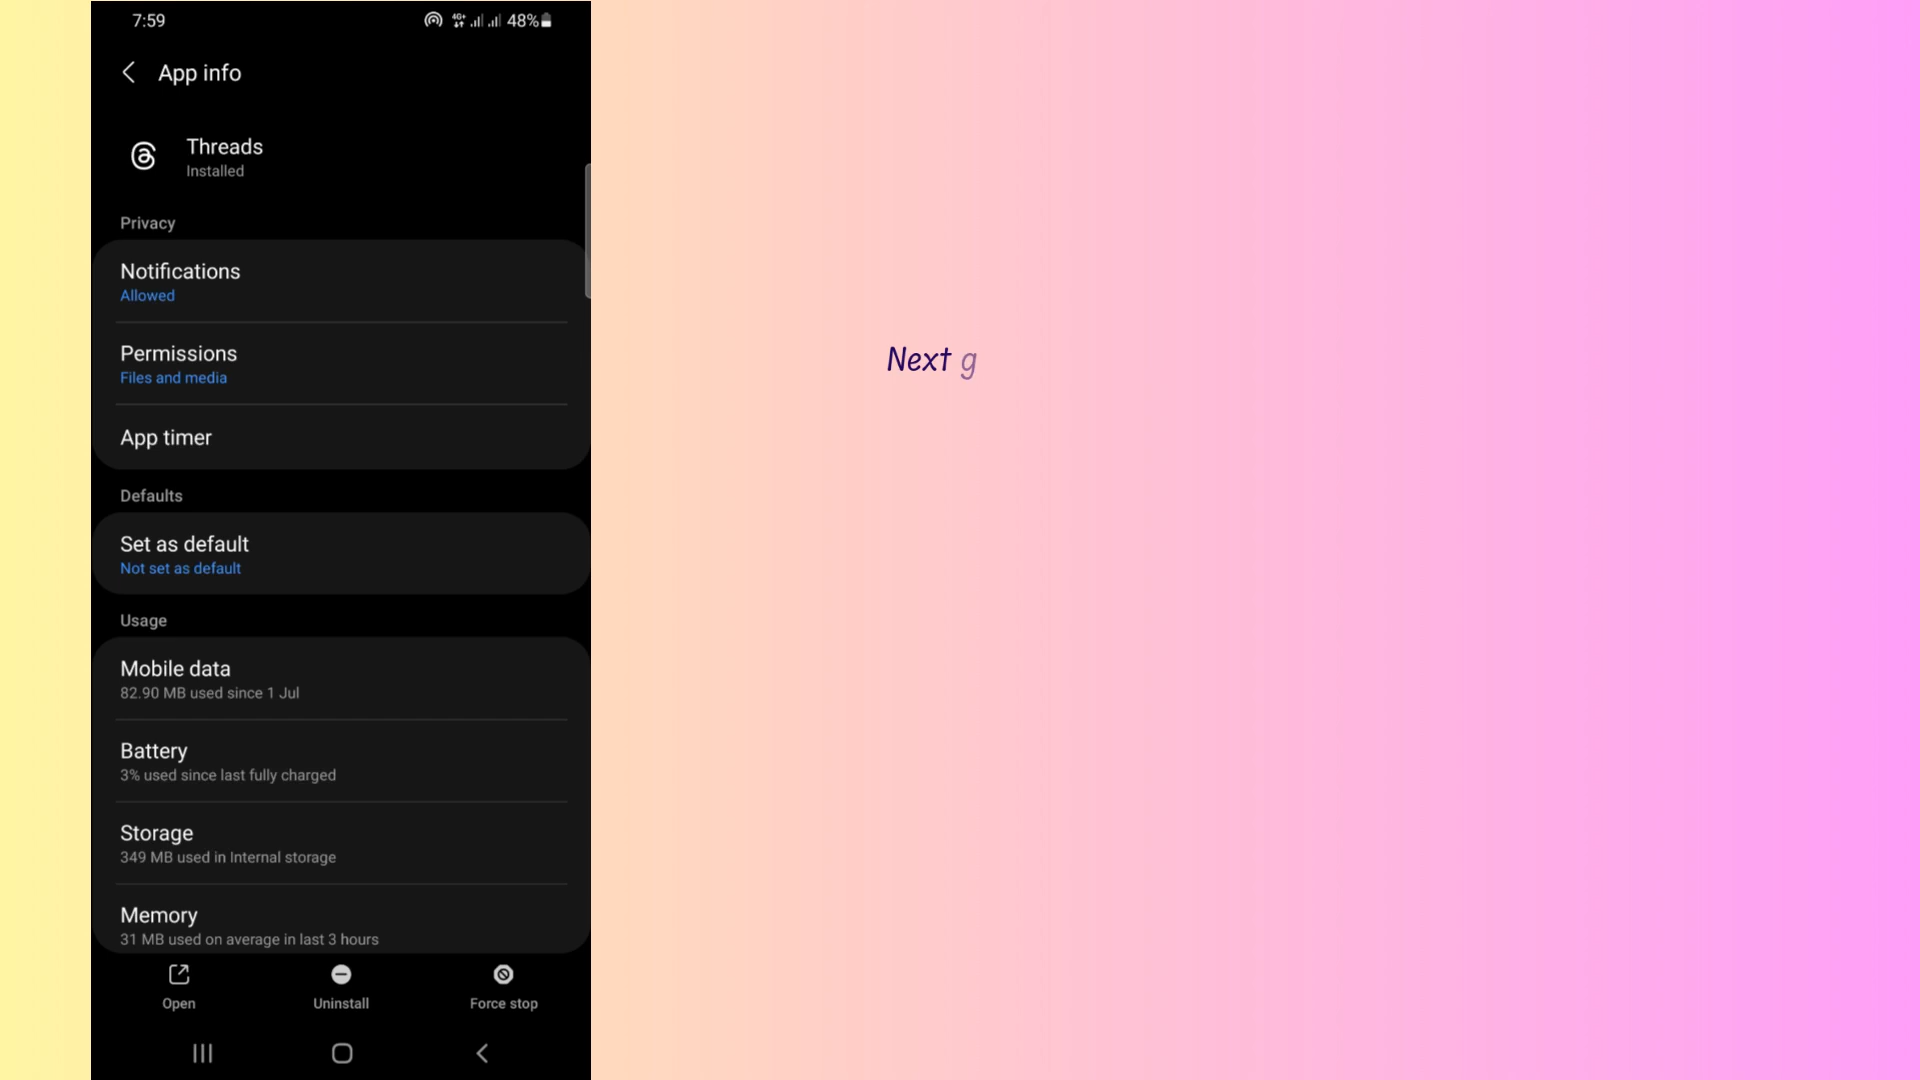 7:59
4G+ 48%
App info
Threads
Installed
Privacy
Notifications
Allowed
Permissions
Files and media
App timer
Defaults
Set as default
Not set as default
Usage
Mobile data
82.90 MB used since 1 Jul
Battery
3% used since last fully charged
Storage
349 MB used in Internal storage
Memory
31 MB used on average in last 3 hours
Open Uninstall Force stop
Next g